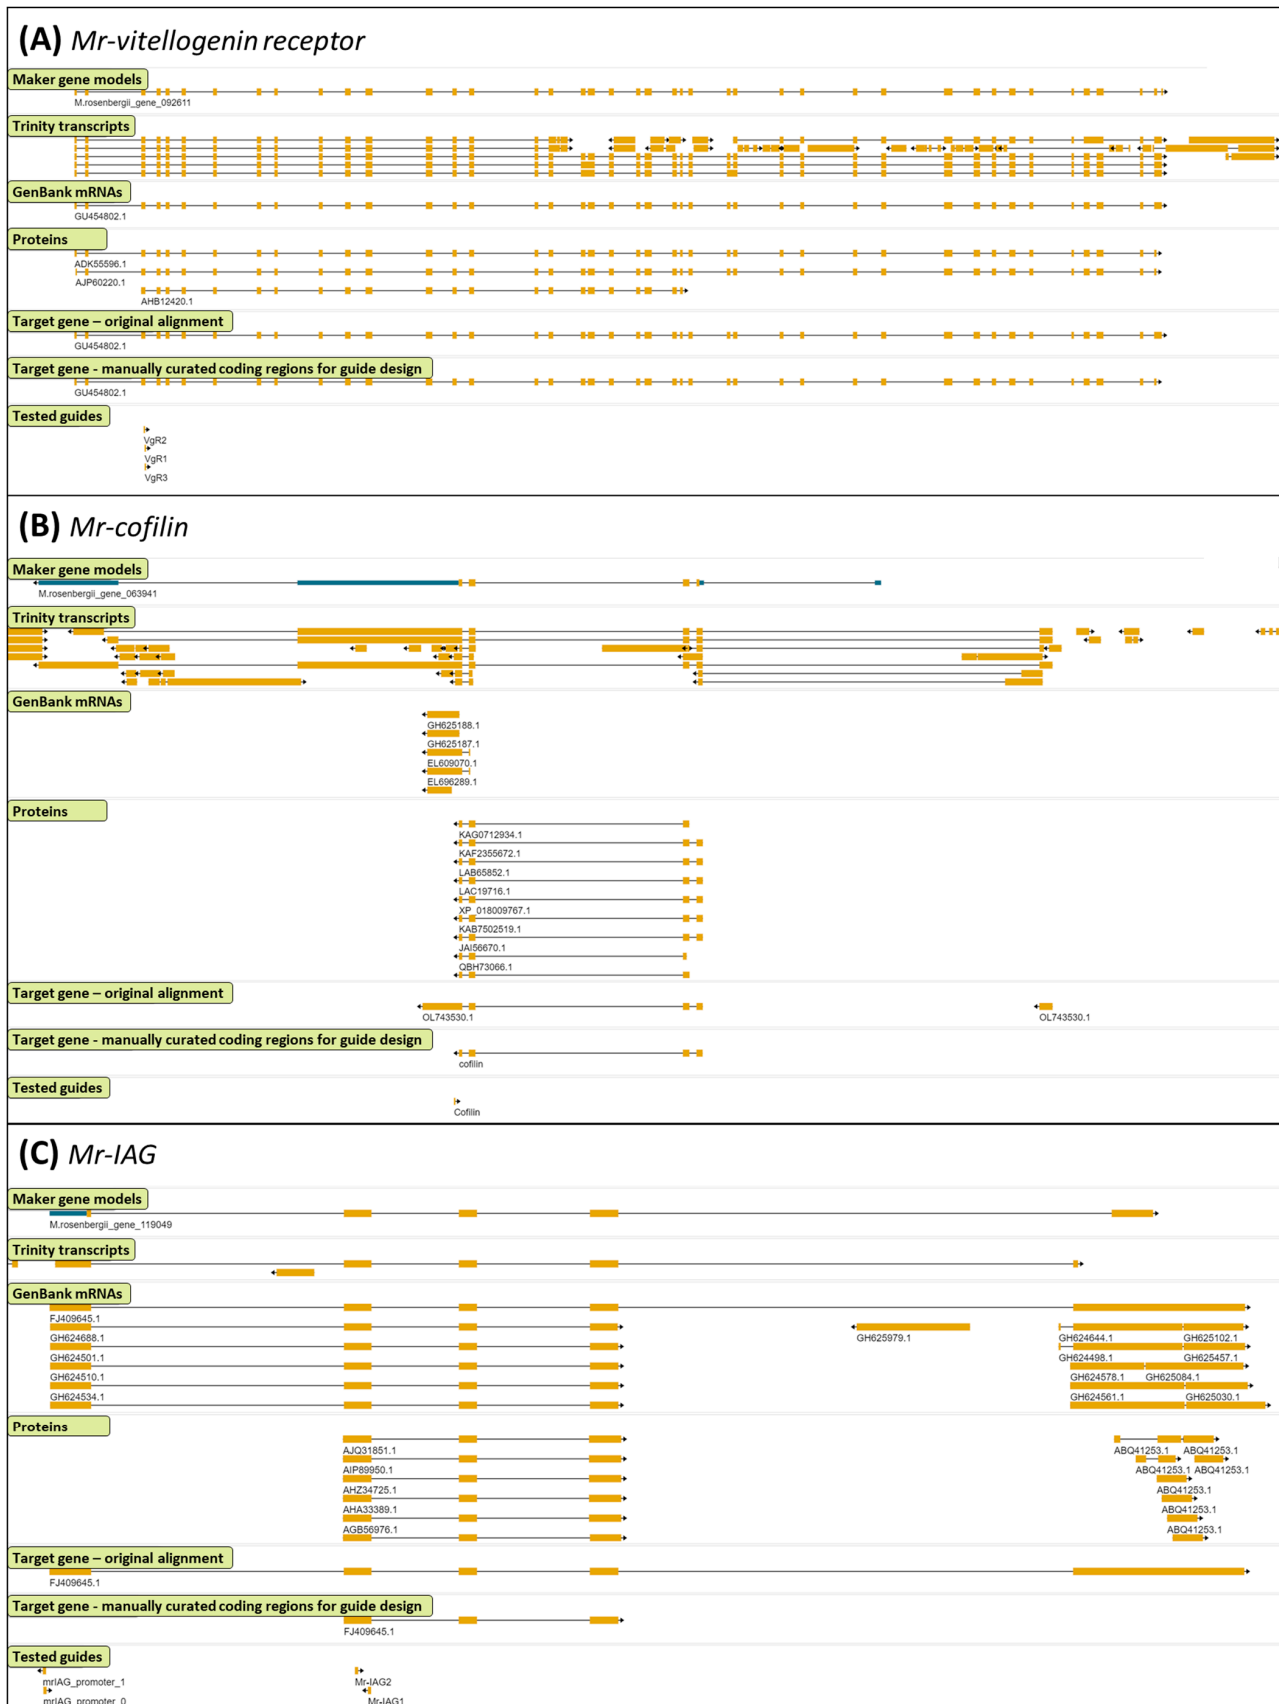 (A) Mr-vitellogenin receptor
Maker gene models
M.rosenbergii_gene_092611
Trinity transcripts
GenBank mRNAs
GU454802.1
Proteins
ADK55596.1
AJP60220.1
AHB12420.1
Target gene – original alignment
GU454802.1
Target gene - manually curated coding regions for guide design
GU454802.1
Tested guides
VgR2
VgR1
VgR3
(B) Mr-cofilin
Maker gene models
M.rosenbergii_gene_063941
Trinity transcripts
GenBank mRNAs
GH625188.1
GH625187.1
EL609070.1
EL696289.1
Proteins
KAG0712934.1
KAF2355672.1
LAB65852.1
LAC19716.1
XP_018009767.1
KAB7502519.1
JAI56670.1
QBH73066.1
Target gene – original alignment
OL743530.1 OL743530.1
Target gene - manually curated coding regions for guide design
cofilin
Tested guides
Cofilin
(C) Mr-IAG
Maker gene models
M.rosenbergii_gene_119049
Trinity transcripts
GenBank mRNAs
FJ409645.1
GH624688.1 GH625979.1 GH624644.1 GH625102.1
GH624501.1 GH624498.1 GH625457.1
GH624510.1 GH624578.1 GH625084.1
GH624534.1 GH624561.1 GH625030.1
Proteins
AJQ31851.1 ABQ41253.1 ABQ41253.1
AIP89950.1 ABQ41253.1 ABQ41253.1
AHZ34725.1 ABQ41253.1
AHA33389.1 ABQ41253.1
AGB56976.1 ABQ41253.1
Target gene – original alignment
FJ409645.1
Target gene - manually curated coding regions for guide design
FJ409645.1
Tested guides
mrIAG_promoter_1 Mr-IAG2
mrIAG_promoter_0 Mr-IAG1